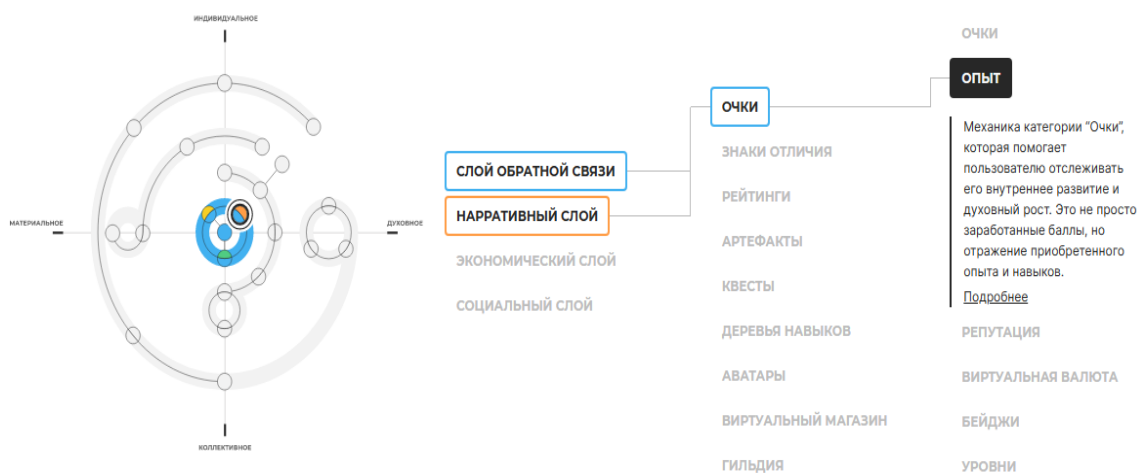 ИНДИВИДУАЛЬНОЕ
МАТЕРИАЛЬНОЕ
ДУХОВНОЕ
КОЛЛЕКТИВНОЕ
СЛОЙ ОБРАТНОЙ СВЯЗИ
НАРРАТИВНЫЙ СЛОЙ
ЭКОНОМИЧЕСКИЙ СЛОЙ
СОЦИАЛЬНЫЙ СЛОЙ
ОЧКИ
ЗНАКИ ОТЛИЧИЯ
РЕЙТИНГИ
АРТЕФАКТЫ
КВЕСТЫ
ДЕРЕВЬЯ НАВЫКОВ
АВАТАРЫ
ВИРТУАЛЬНЫЙ МАГАЗИН
ГИЛЬДИЯ
ОЧКИ
ОПЫТ
Механика категории "Очки",
которая помогает
пользователю отслеживать
его внутреннее развитие и
духовный рост. Это не просто
заработанные баллы, но
отражение приобретенного
опыта и навыков.
Подробнее
РЕПУТАЦИЯ
ВИРТУАЛЬНАЯ ВАЛЮТА
БЕЙДЖИ
УРОВНИ